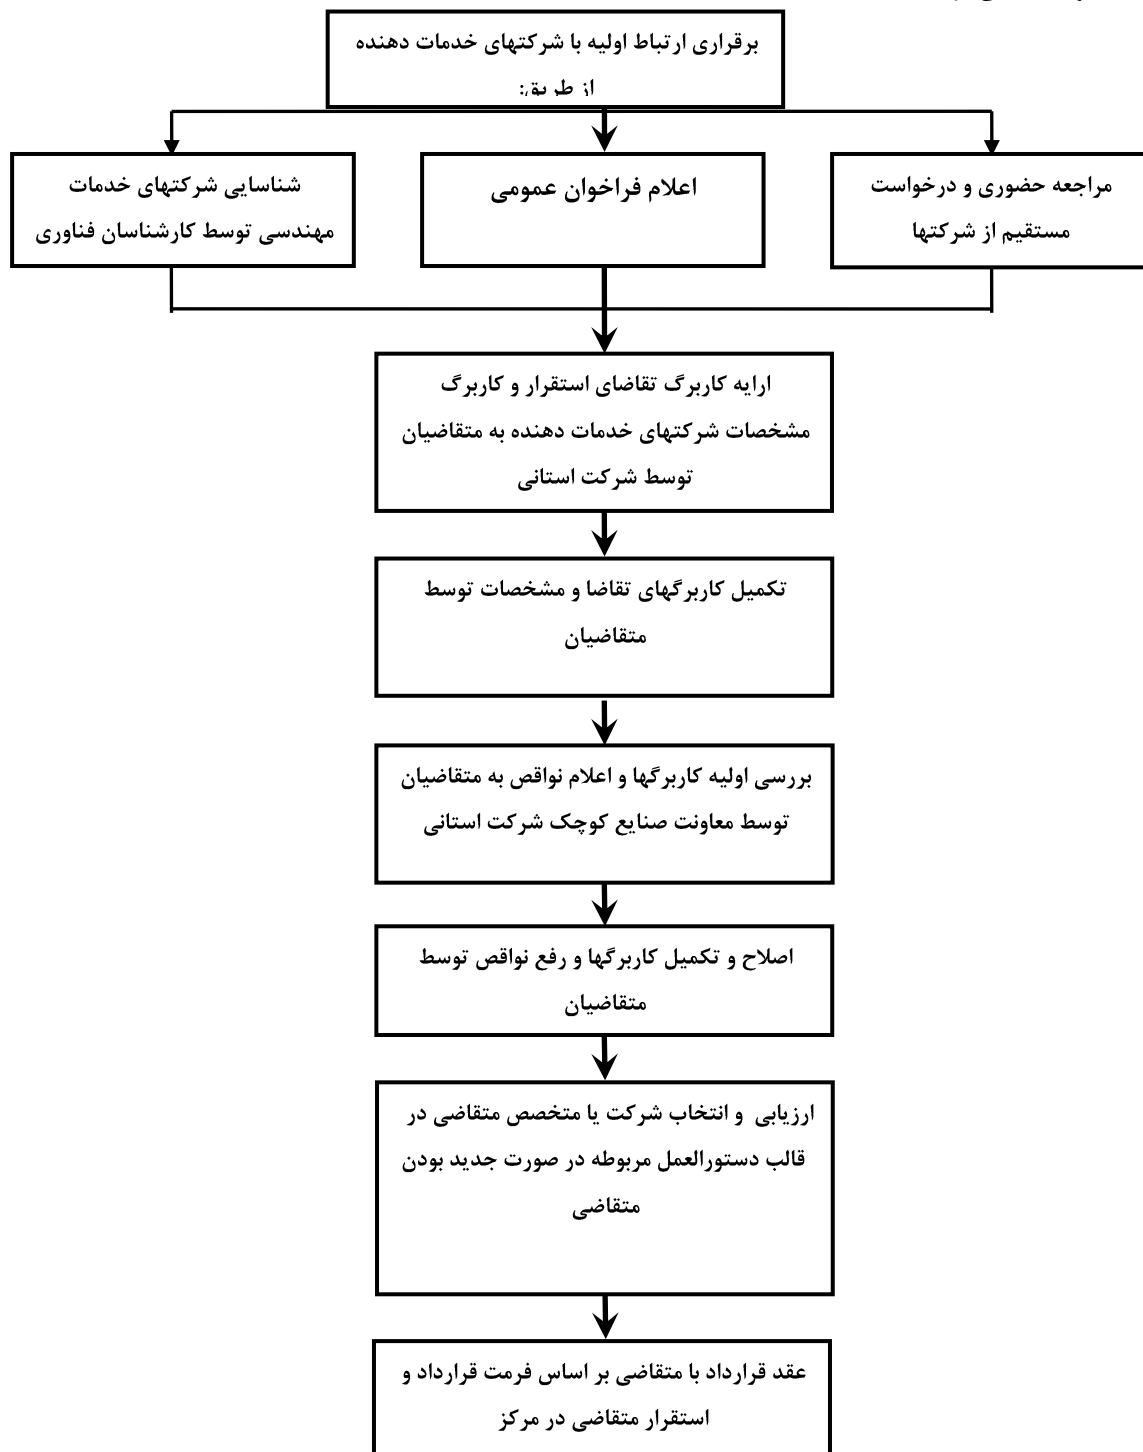 برقراری ارتباط اولیه با شرکتهای خدمات دهنده
از طریق:
مراجعه حضوری و درخواست
مستقیم از شرکتها
اعلام فراخوان عمومی
شناسایی شرکتهای خدمات
مهندسی توسط کارشناسان فناوری
ارایه کاربرگ تقاضای استقرار و کاربرگ
مشخصات شرکتهای خدمات دهنده به متقاضیان
توسط شرکت استانی
تکمیل کاربرگهای تقاضا و مشخصات توسط
متقاضیان
بررسی اولیه کاربرگها و اعلام نواقص به متقاضیان
توسط معاونت صنایع کوچک شرکت استانی
اصلاح و تکمیل کاربرگها و رفع نواقص توسط
متقاضیان
ارزیابی و انتخاب شرکت یا متخصص متقاضی در
قالب دستورالعمل مربوطه در صورت جدید بودن
متقاضی
عقد قرارداد با متقاضی بر اساس فرمت قرارداد و
استقرار متقاضی در مرکز